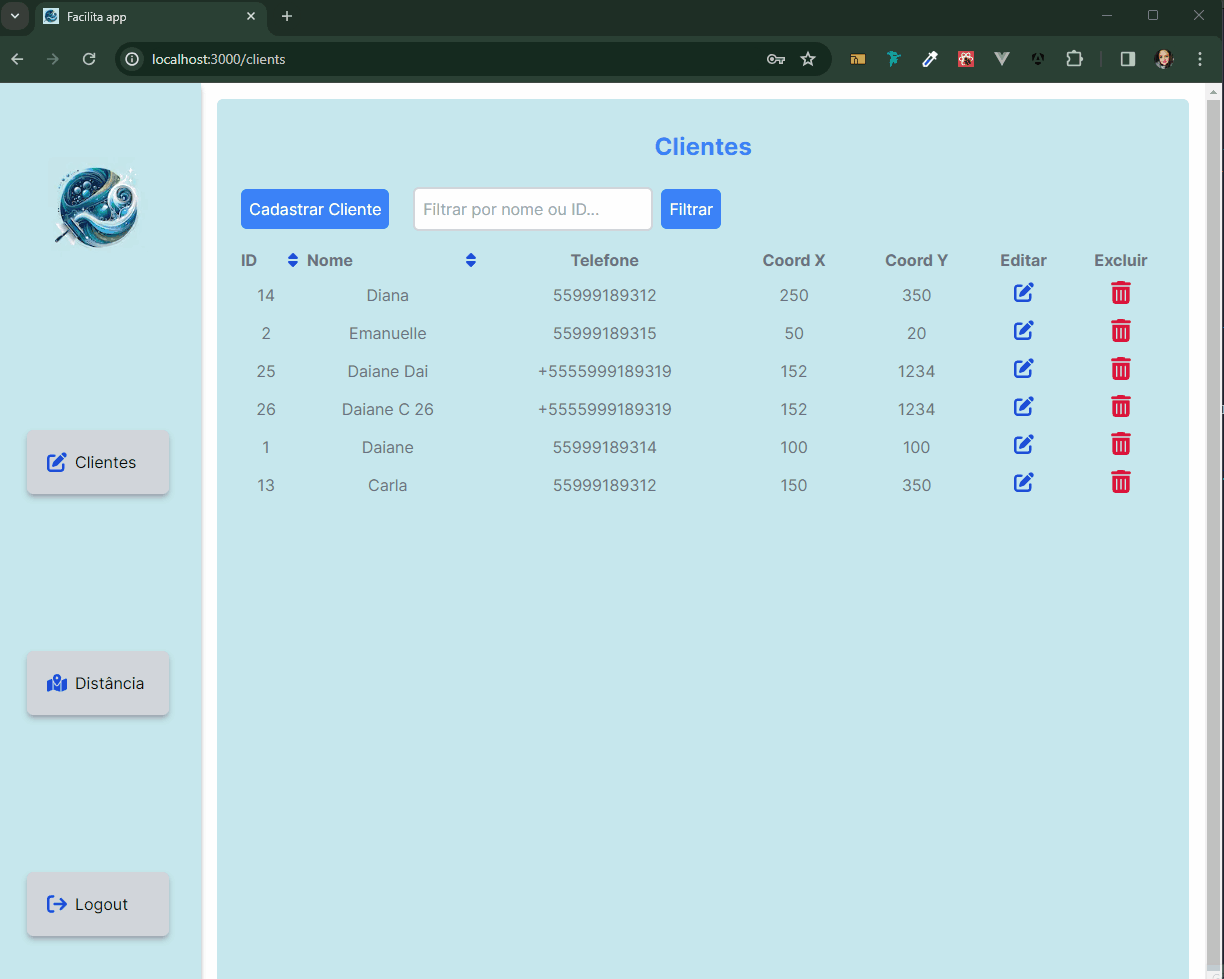 Facilita app
localhost:3000/clients
Clientes
Cadastrar Cliente Filtrar por nome ou ID... Filtrar
ID Nome Telefone Coord X Coord Y Editar Excluir
14 Diana 55999189312 250 350
2 Emanuelle 55999189315 50 20
25 Daiane Dai +5555999189319 152 1234
26 Daiane C 26 +5555999189319 152 1234
1 Daiane 55999189314 100 100
13 Carla 55999189312 150 350
Clientes
Distância
Logout